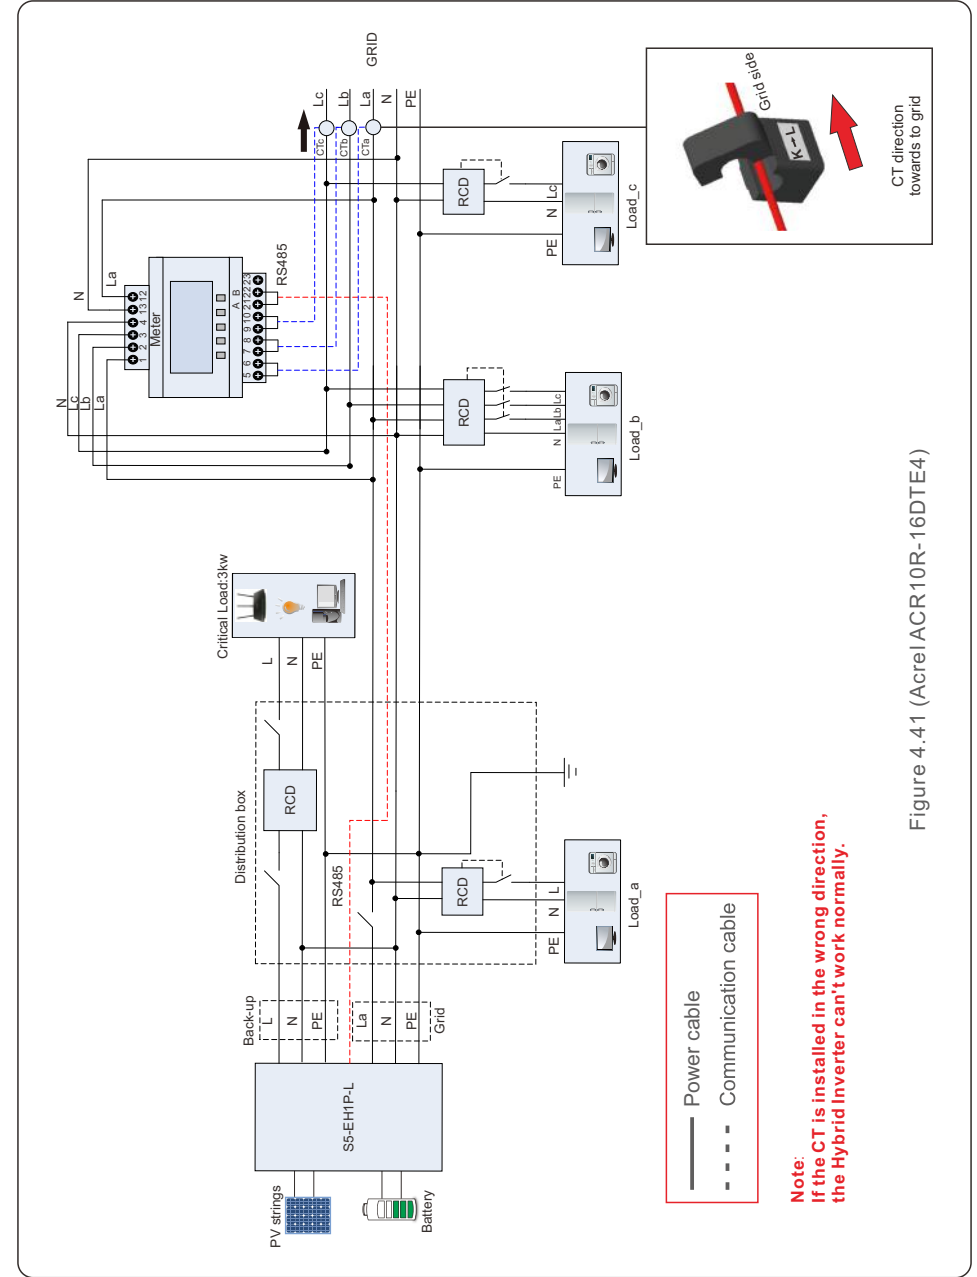 GRID
Lc
Lb
La
N
PE
CTc
CTb
CTa
Grid side
K→L
CT direction
towards to grid
RCD
Lc
N
PE
Load_c
La
N
12
13
4
3
2
1
Meter
23
22
21
10
9
8
7
6
5
B
A
RS485
N
Lc
Lb
La
RCD
Lc
Lb
La
N
PE
Load_b
Critical Load:3kw
L
N
PE
Distribution box
RCD
RS485
RCD
L
N
PE
Load_a
Back-up
L
N
PE
La
N
PE
Grid
S5-EH1P-L
PV strings
Battery
Power cable
Communication cable
Note:
If the CT is installed in the wrong direction,
the Hybrid Inverter can't work normally.
Figure 4.41 (Acrel ACR10R-16DTE4)